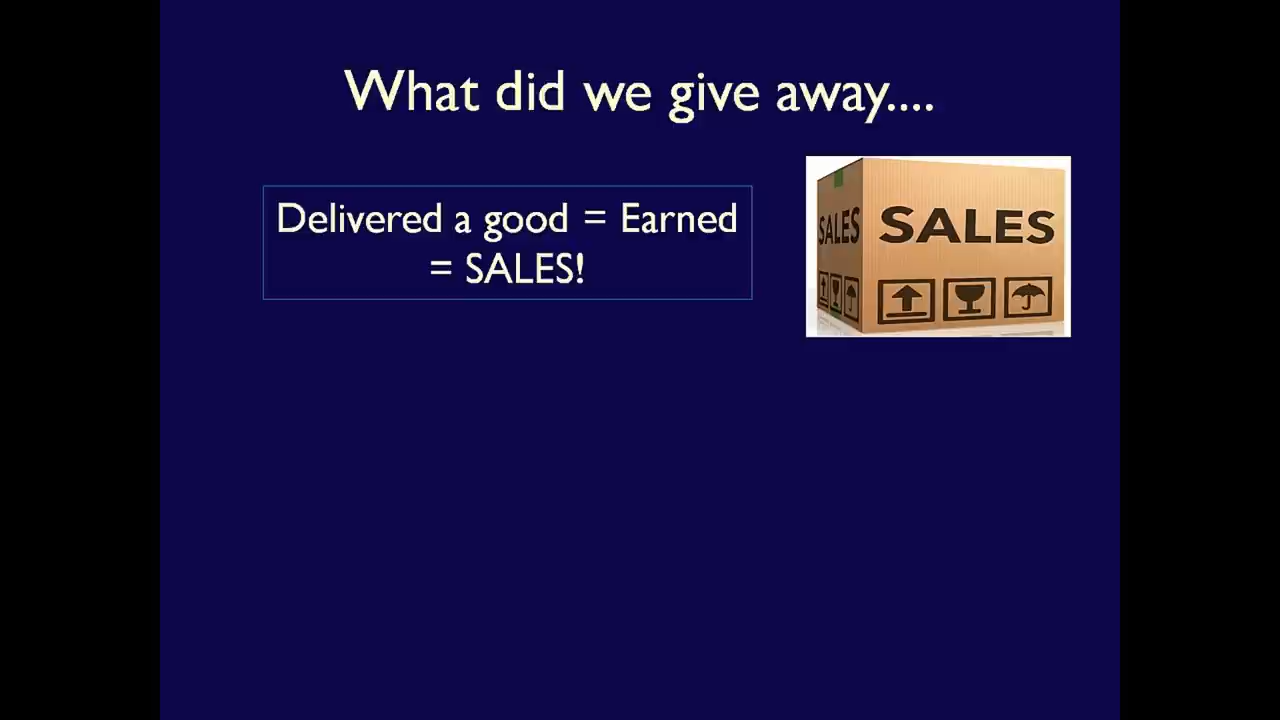 What did we give away....
Delivered a good = Earned
= SALES!
SALES
SALES